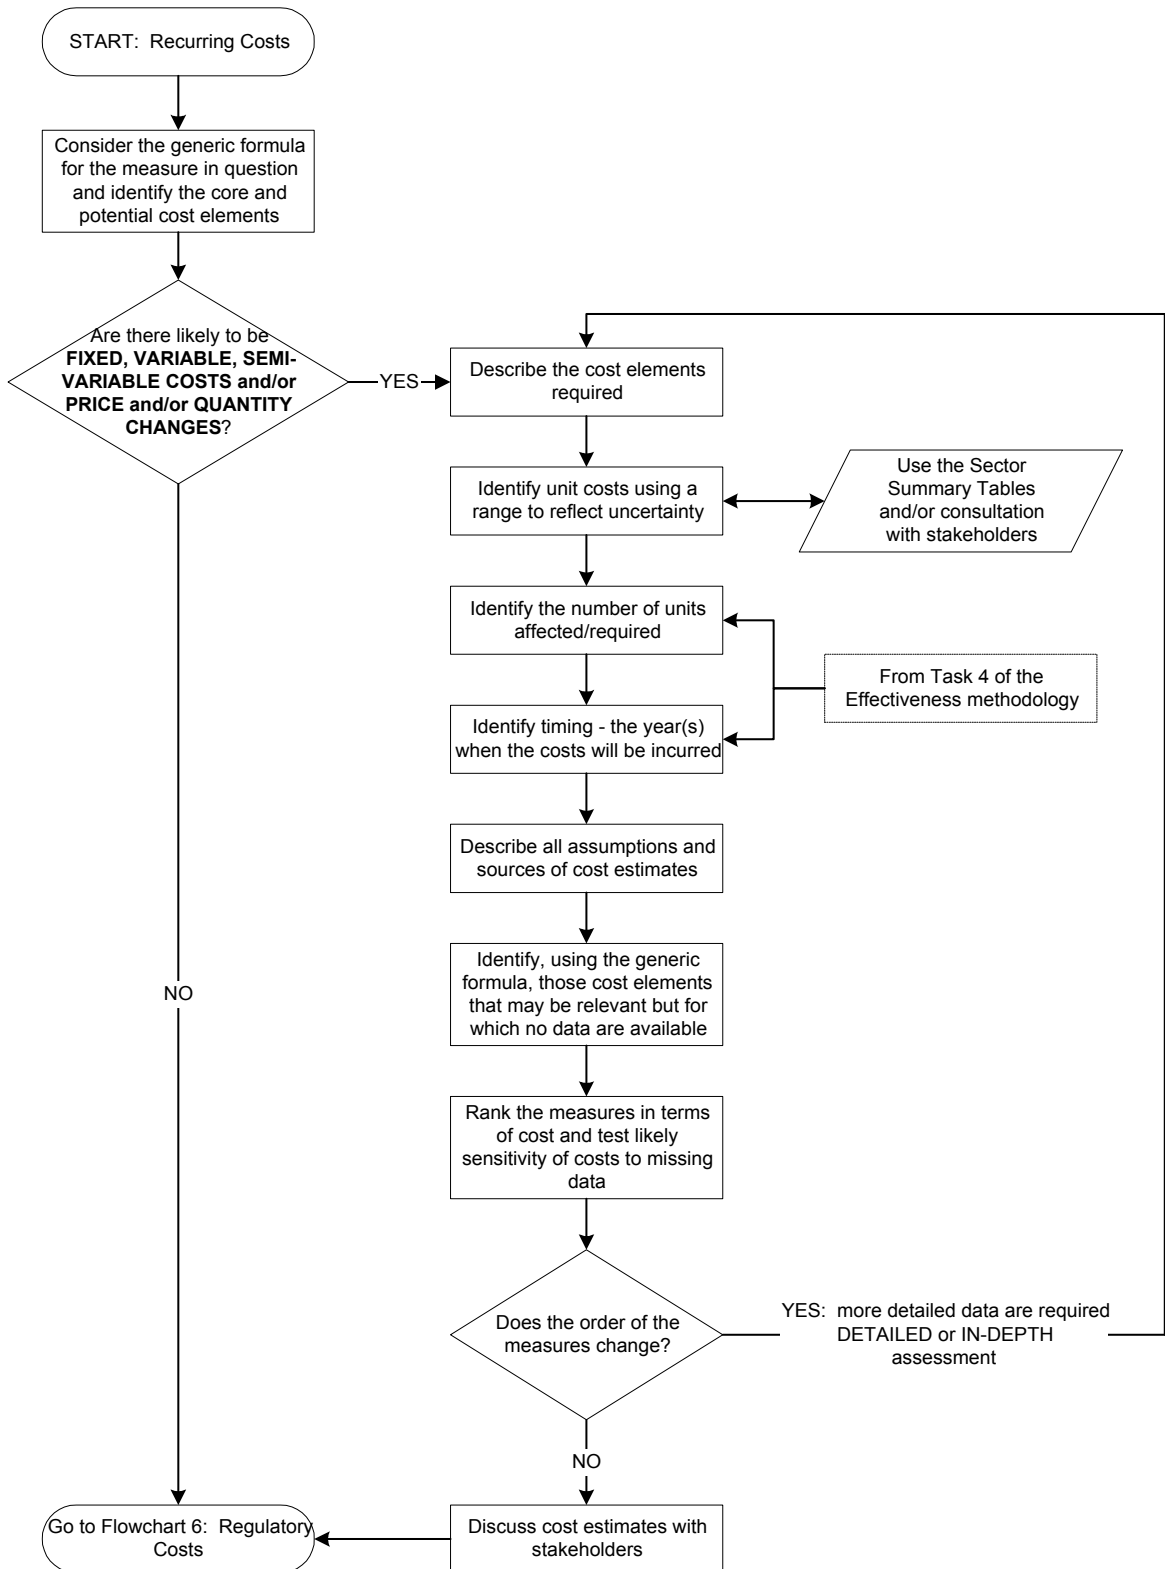 START:  Recurring Costs
Consider the generic formula
for the measure in question
and identify the core and
potential cost elements
Are there likely to be
FIXED, VARIABLE, SEMI-
VARIABLE COSTS and/or
PRICE and/or QUANTITY
CHANGES?
YES
Describe the cost elements
required
Identify unit costs using a
range to reflect uncertainty
Use the Sector
Summary Tables
and/or consultation
with stakeholders
Identify the number of units
affected/required
From Task 4 of the
Effectiveness methodology
Identify timing - the year(s)
when the costs will be incurred
Describe all assumptions and
sources of cost estimates
Identify, using the generic
formula, those cost elements
that may be relevant but for
which no data are available
NO
Rank the measures in terms
of cost and test likely
sensitivity of costs to missing
data
Does the order of the
measures change?
YES:  more detailed data are required
DETAILED or IN-DEPTH
assessment
NO
Discuss cost estimates with
stakeholders
Go to Flowchart 6:  Regulatory
Costs